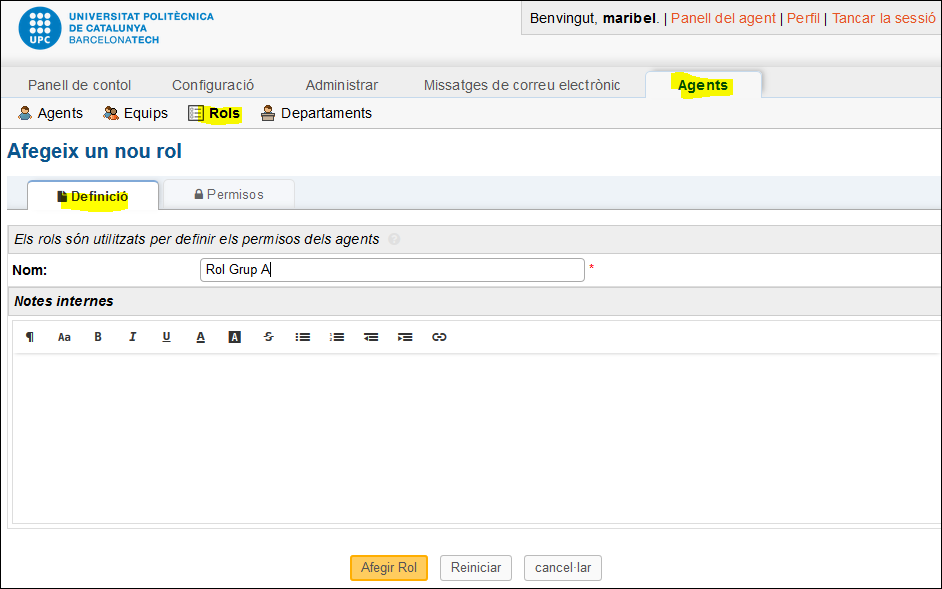 UNIVERSITAT POLITÈCNICA
DE CATALUNYA
BARCELONATECH
UPC
Benvingut, maribel. | Panell del agent | Perfil | Tancar la sessió
Panell de contol Configuració Administrar Missatges de correu electrònic Agents
Agents Equips Rols Departaments
Afegeix un nou rol
Definició Permisos
Els rols són utilitzats per definir els permisos dels agents ?
Nom: Rol Grup A *
Notes internes
¶ Aa B I U A A S
Afegir Rol Reiniciar cancel·lar